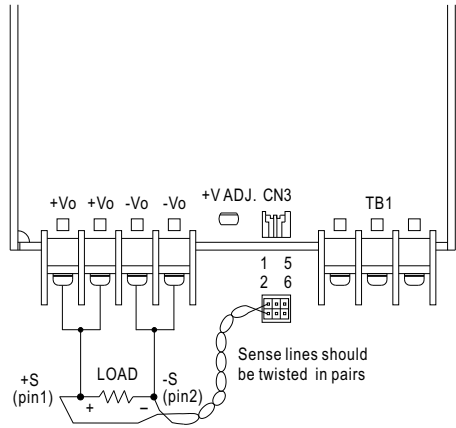 +Vo +Vo -Vo -Vo +V ADJ. CN3 TB1
1 5
2 6
Sense lines should
be twisted in pairs
+S
(pin1)
LOAD
-S
(pin2)
+ −